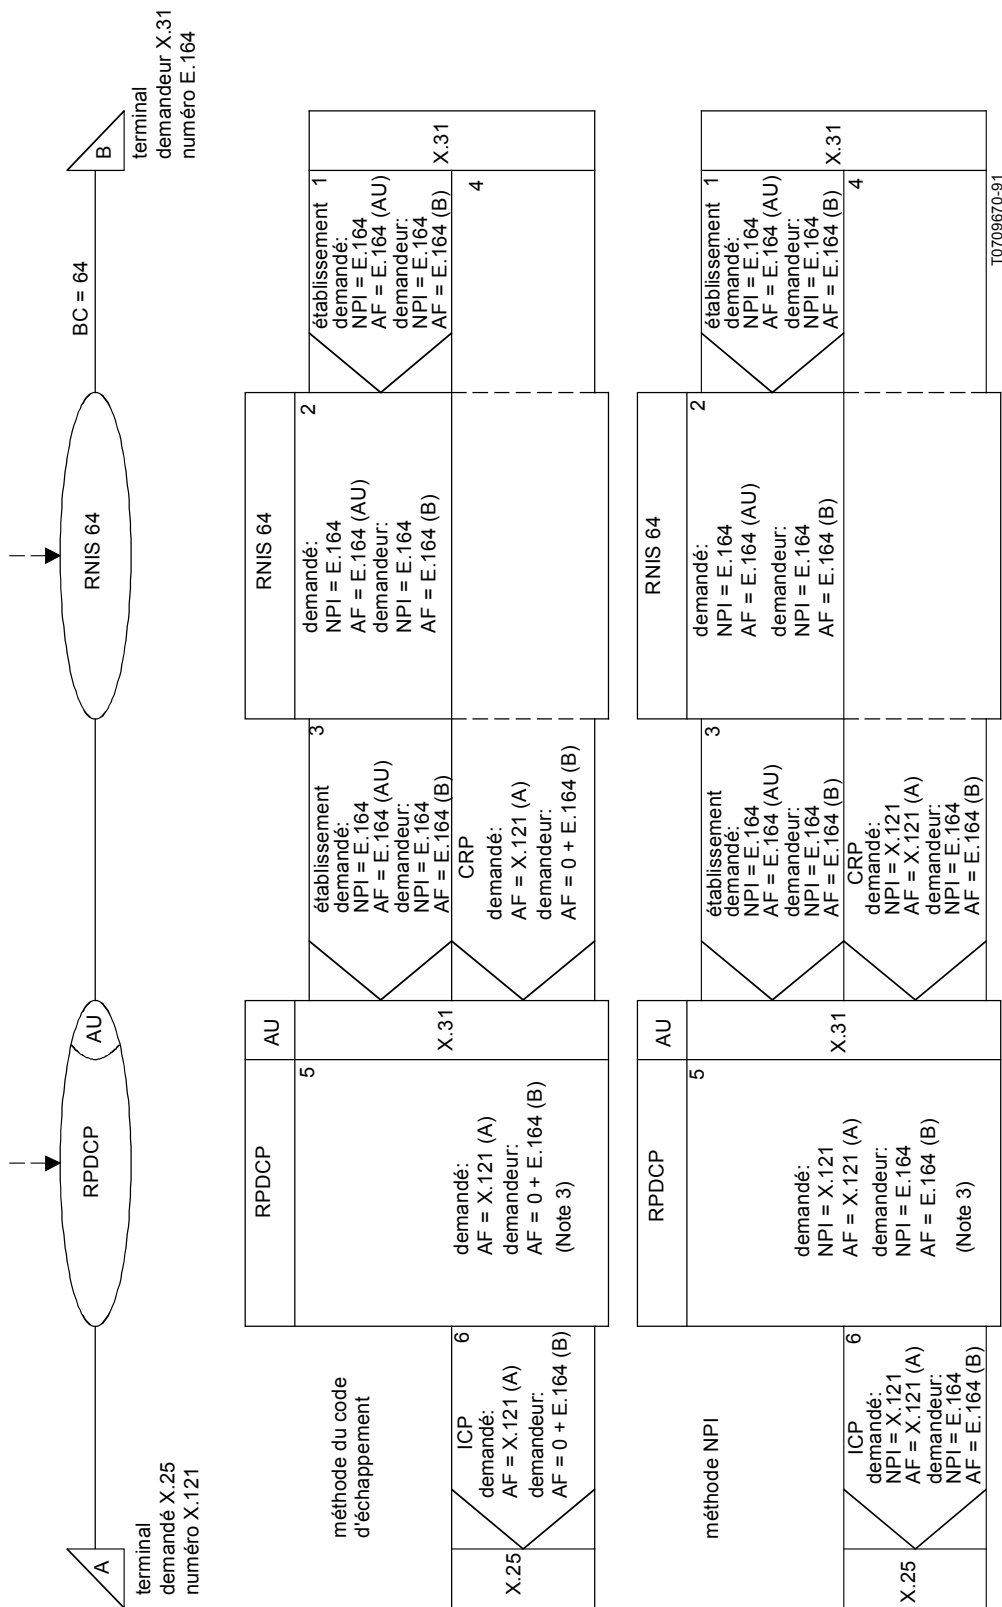 A
terminal
demandé X.25
numéro X.121
RPDCP
AU
RNIS 64
BC = 64
B
terminal
demandeur X.31
numéro E.164
méthode du code
d'échappement
RPDCP
AU
RNIS 64
X.25
6
ICP
demandé:
AF = X.121 (A)
demandeur:
AF = 0 + E.164 (B)
5
demandé:
AF = X.121 (A)
demandeur:
AF = 0 + E.164 (B)
(Note 3)
X.31
3
établissement
demandé:
NPI = E.164
AF = E.164 (AU)
demandeur:
NPI = E.164
AF = E.164 (B)
CRP
demandé:
AF = X.121 (A)
demandeur:
AF = 0 + E.164 (B)
2
demandé:
NPI = E.164
AF = E.164 (AU)
demandeur:
NPI = E.164
AF = E.164 (B)
1
établissement
demandé:
NPI = E.164
AF = E.164 (AU)
demandeur:
NPI = E.164
AF = E.164 (B)
4
X.31
méthode NPI
RPDCP
AU
RNIS 64
X.25
6
ICP
demandé:
NPI = X.121
AF = X.121 (A)
demandeur:
NPI = E.164
AF = E.164 (B)
5
demandé:
NPI = X.121
AF = X.121 (A)
demandeur:
NPI = E.164
AF = E.164 (B)
(Note 3)
X.31
3
établissement
demandé:
NPI = E.164
AF = E.164 (AU)
demandeur:
NPI = E.164
AF = E.164 (B)
CRP
demandé:
NPI = X.121
AF = X.121 (A)
demandeur:
NPI = E.164
AF = E.164 (B)
2
demandé:
NPI = E.164
AF = E.164 (AU)
demandeur:
NPI = E.164
AF = E.164 (B)
1
établissement
demandé:
NPI = E.164
AF = E.164 (AU)
demandeur:
NPI = E.164
AF = E.164 (B)
4
X.31
T0709670-91